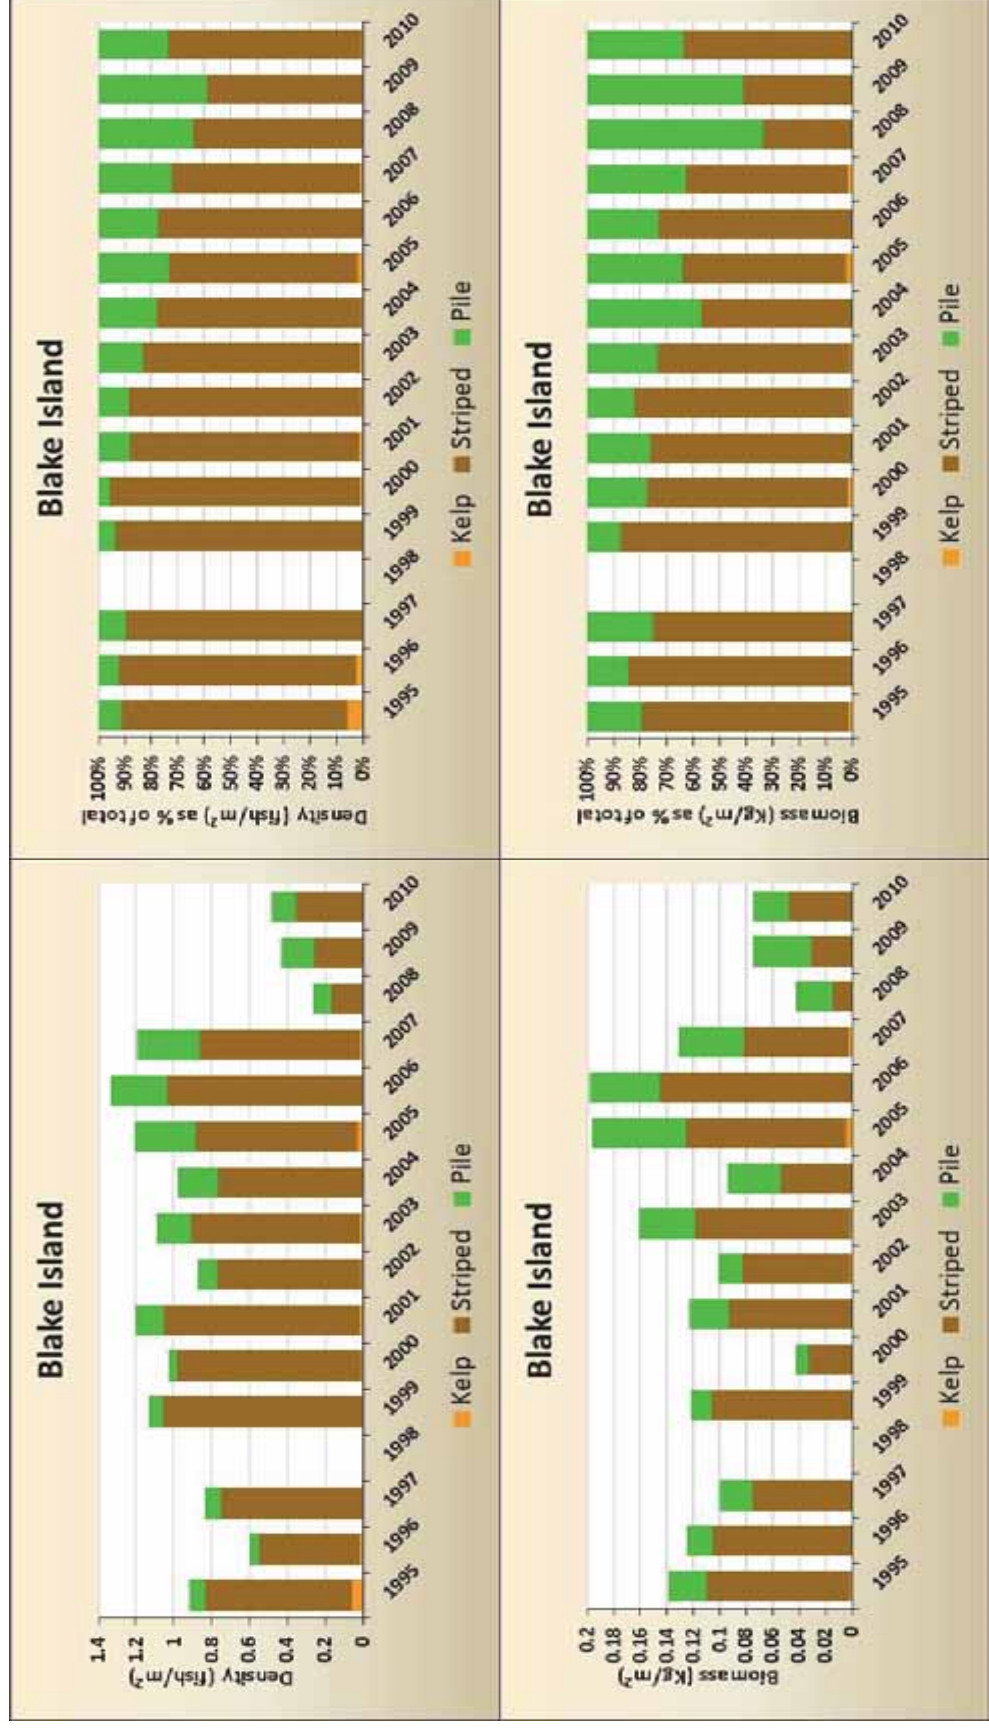 Blake Island
Density (fish/m²)
1.4
1.2
1
0.8
0.6
0.4
0.2
0
1995 1996 1997 1998 1999 2000 2001 2002 2003 2004 2005 2006 2007 2008 2009 2010
Kelp Striped Pile
Blake Island
Density (fish/m²) as % of total
100%
90%
80%
70%
60%
50%
40%
30%
20%
10%
0%
1995 1996 1997 1998 1999 2000 2001 2002 2003 2004 2005 2006 2007 2008 2009 2010
Kelp Striped Pile
Blake Island
Biomass (Kg/m²)
0.2
0.18
0.16
0.14
0.12
0.1
0.08
0.06
0.04
0.02
0
1995 1996 1997 1998 1999 2000 2001 2002 2003 2004 2005 2006 2007 2008 2009 2010
Kelp Striped Pile
Blake Island
Biomass (Kg/m²) as % of total
100%
90%
80%
70%
60%
50%
40%
30%
20%
10%
0%
1995 1996 1997 1998 1999 2000 2001 2002 2003 2004 2005 2006 2007 2008 2009 2010
Kelp Striped Pile